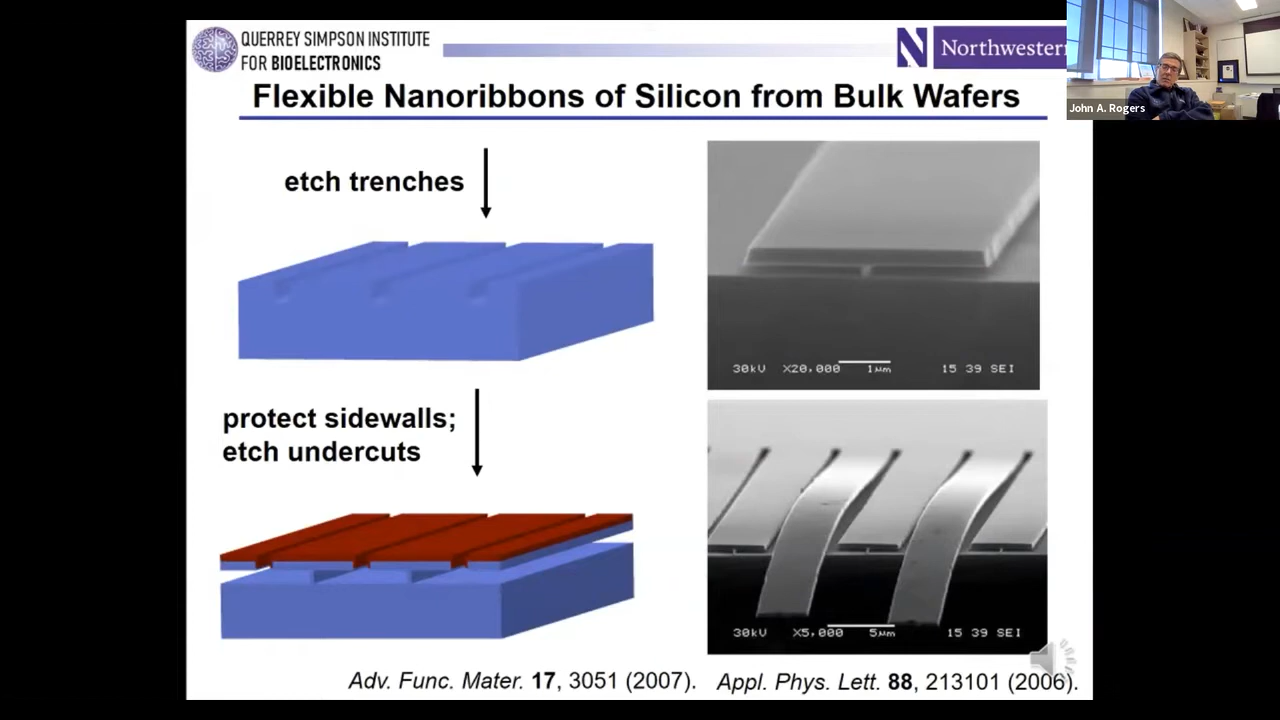 QUERREY SIMPSON INSTITUTE
FOR BIOELECTRONICS
N Northwestern
John A. Rogers
Flexible Nanoribbons of Silicon from Bulk Wafers
etch trenches
30kV X20,000 1μm 15 39 SEI
protect sidewalls;
etch undercuts
30kV X5,000 5μm 15 39 SEI
Adv. Func. Mater. 17, 3051 (2007). Appl. Phys. Lett. 88, 213101 (2006).